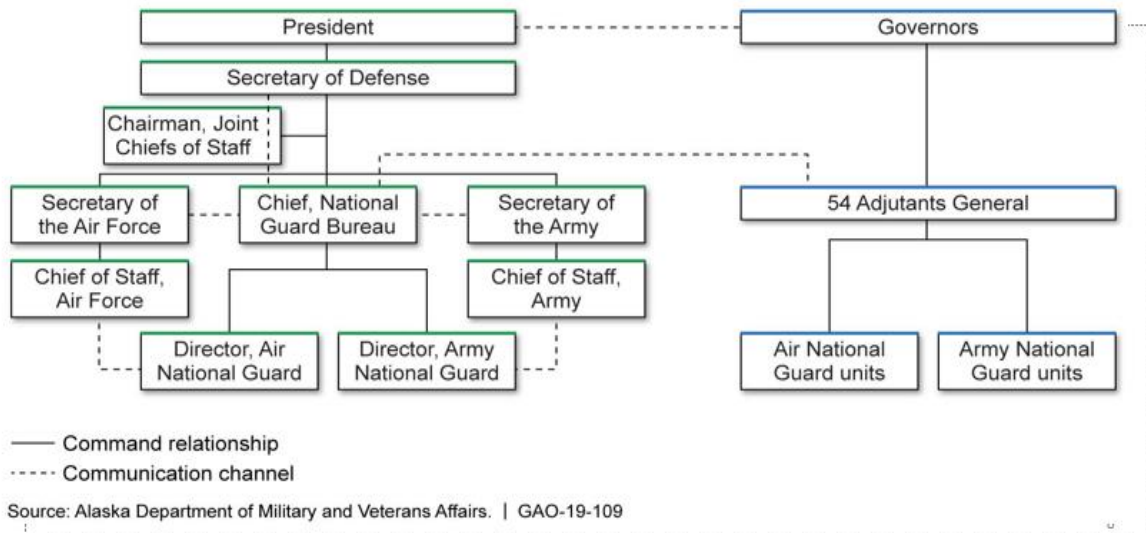 President
Governors
Secretary of Defense
Chairman, Joint
Chiefs of Staff
Secretary of
the Air Force
Chief, National
Guard Bureau
Secretary of
the Army
54 Adjutants General
Chief of Staff,
Air Force
Chief of Staff,
Army
Director, Air
National Guard
Director, Army
National Guard
Air National
Guard units
Army National
Guard units
Command relationship
Communication channel
Source: Alaska Department of Military and Veterans Affairs. | GAO-19-109